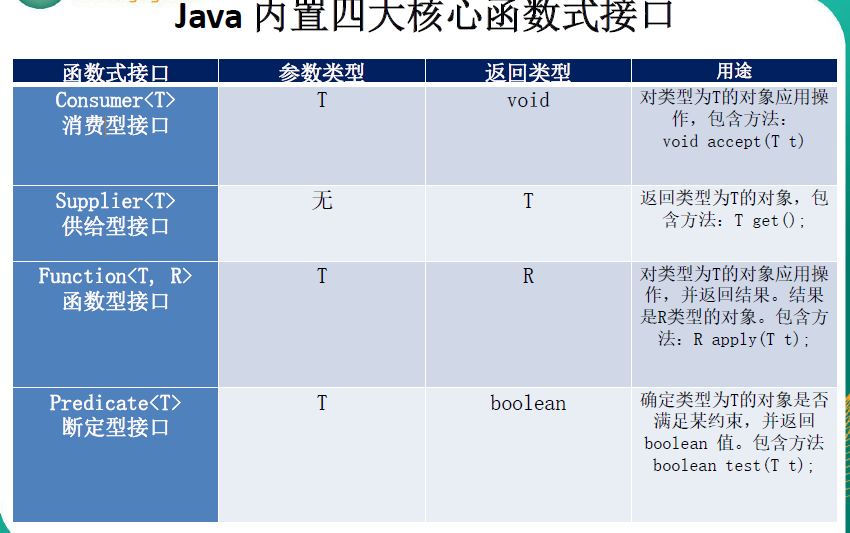 Java 内置四大核心函数式接口
函数式接口 参数类型 返回类型 用途
Consumer<T>
消费型接口
T
void
对类型为T的对象应用操
作，包含方法：
void accept(T t)
Supplier<T>
供给型接口
无
T
返回类型为T的对象，包
含方法：T get();
Function<T, R>
函数型接口
T
R
对类型为T的对象应用操
作，并返回结果。结果
是R类型的对象。包含方
法：R apply(T t);
Predicate<T>
断定型接口
T
boolean
确定类型为T的对象是否
满足某约束，并返回
boolean 值。包含方法
boolean test(T t);